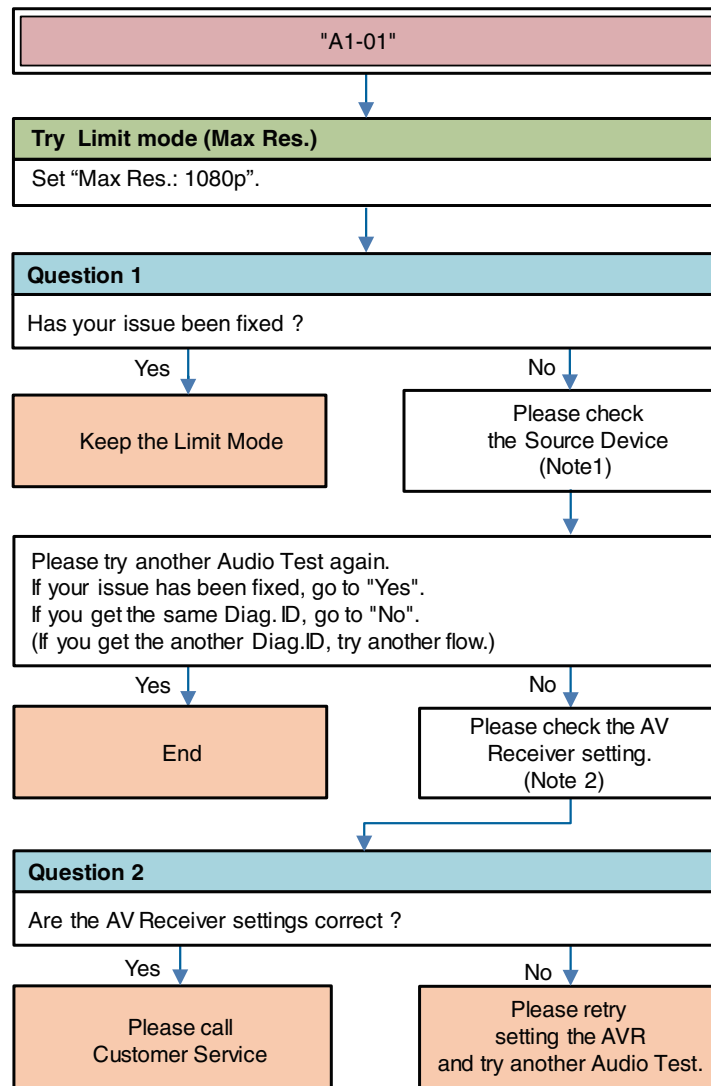 "A1-01"
Try Limit mode (Max Res.)
Set “Max Res.: 1080p”.
Question 1
Has your issue been fixed ?
Yes
No
Keep the Limit Mode
Please check
the Source Device
(Note1)
Please try another Audio Test again.
If your issue has been fixed, go to "Yes".
If you get the same Diag. ID, go to "No".
(If you get the another Diag.ID, try another flow.)
Yes
No
End
Please check the AV
Receiver setting.
(Note 2)
Question 2
Are the AV Receiver settings correct ?
Yes
No
Please call
Customer Service
Please retry
setting the AVR
and try another Audio Test.